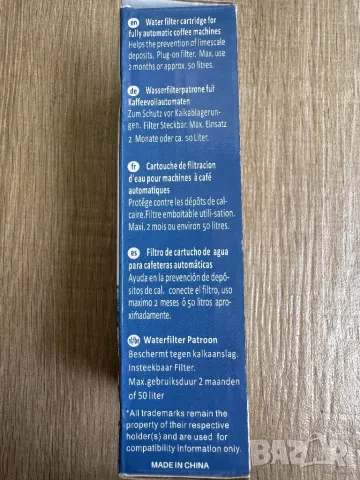 en Water filter cartridge for
fully automatic coffee machines
Helps the prevention of limescale
deposits. Plug-on filter. Max. use
2 months or approx. 50 litres.
de Wasserfilterpatrone fur
Kaffeevollautomaten
Zum Schutz vor Kalkablagerun-
gen. Filter Steckbar. Max. Einsatz
2 Monate oder ca. 50 Liter.
fr Cartouche de filtracion
d'eau pour machines à café
automatiques
Protége contre les dépôts de cal-
caire.Filtre emboitable utili-sation.
Maxi. 2 mois ou environ 50 litres.
es Filtro de cartucho de agua
para cafeteras automáticas
Ayuda en la prevención de depó-
sitos de cal. conecte el filtro, uso
maximo 2 meses ó 50 litros apro-
ximadamente.
nl/be Waterfilter Patroon
Beschermt tegen kalkaanslag.
Insteekbaar Filter.
Max.gebruiksduur 2 maanden
of 50 liter
*All trademarks remain the
property of their respective
holder(s) and are used for
compatibility information only.
MADE IN CHINA
bazar